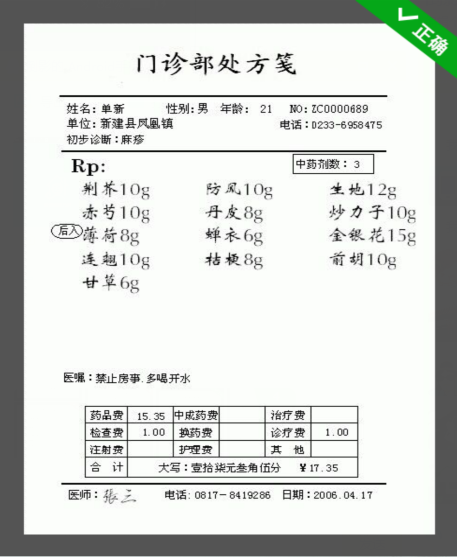 正确
门诊部处方笺
姓名：单新 性别：男 年龄： 21 NO：ZC0000689
单位：新建县凤凰镇 电话：0233-6958475
初步诊断：麻疹
Rp: 中药剂数：3
荆芥10g 防风10g 生地12g
赤芍10g 丹皮8g 炒力子10g
后入 薄荷8g 蝉衣6g 金银花15g
连翘10g 桔梗8g 前胡10g
甘草6g
医嘱：禁止房事.多喝开水
药品费 15.35 中成药费 治疗费
检查费 1.00 换药费 诊疗费 1.00
注射费 护理费 其 他
合 计 大写：壹拾柒元叁角伍分 ￥17.35
医师：张三 电话：0817－8419286 日期：2006.04.17